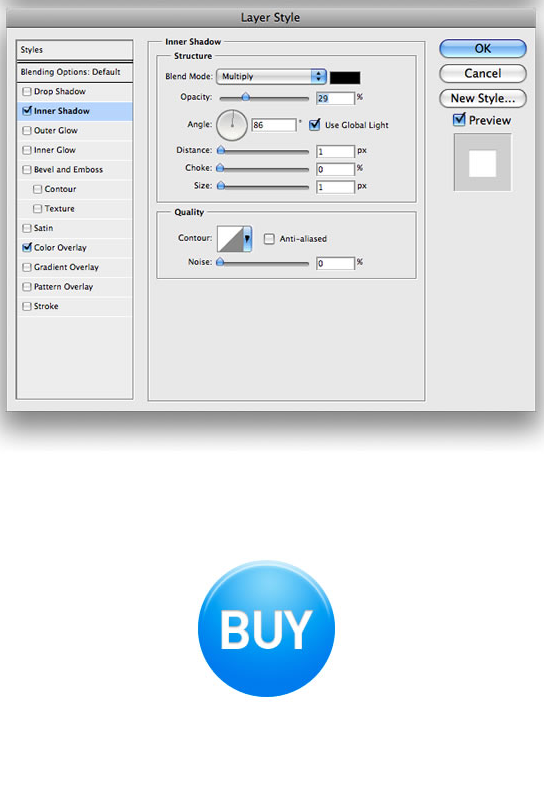 Layer Style
Styles
Blending Options: Default
Drop Shadow
Inner Shadow
Outer Glow
Inner Glow
Bevel and Emboss
Contour
Texture
Satin
Color Overlay
Gradient Overlay
Pattern Overlay
Stroke
Inner Shadow
Structure
Blend Mode: Multiply
Opacity: 29 %
Angle: 86 ° Use Global Light
Distance: 1 px
Choke: 0 %
Size: 1 px
Quality
Contour: Anti-aliased
Noise: 0 %
OK
Cancel
New Style...
Preview
BUY